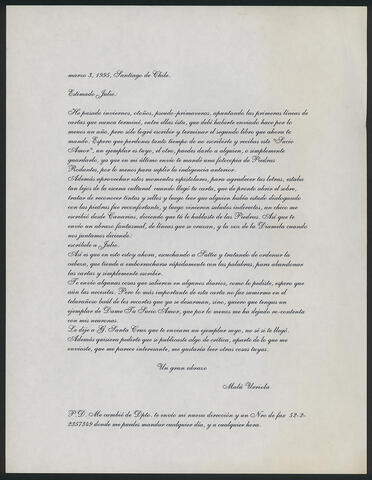 marzo 3, 1995, Santiago de Chile.
Estimado Julio:
He pasado inviernos, otoños, pseudo-primaveras, apuntando las primeras líneas de
cartas que nunca terminé, entre ellas ésta, que debí haberte enviado hace por lo
menos un año, pero sólo logré escribir y terminar el segundo libro que ahora te
mando. Espero que perdones tanto tiempo de no escribirte y recibas este "Sucio
Amor", un ejemplar es tuyo, el otro, puedes darlo a alguien, o simplemente
guardarlo, ya que en mi último envío te mandé una fotocopia de Piedras
Rodantes, por lo menos para suplir la indigencia anterior.
Además aprovechar estos momentos epistolares, para agradecer tus letras, estaba
tan lejos de la escena cultural cuando llegó tu carta, que de pronto abrir el sobre,
tratar de reconocer tintas y sellos y luego leer que alguien había estado dialogando
con las piedras fue reconfortante, y luego vinieron saludos indirectos, un chico me
escribió desde Canarias, diciendo que tú le hablaste de las Piedras. Así que te
envío un abrazo fantasmal, de líneas que se cruzan, y la voz de la Diamela cuando
nos juntamos diciendo:
escríbele a Julio.
Así es que en esto estoy ahora, escuchando a Satie y tratando de ordenar la
cabeza, que tiende a emborracharse rápidamente con las palabras, para abandonar
las cartas y simplemente escribir.
Te envío algunas cosas que salieron en algunos diarios, como lo pediste, espero que
aún los necesites. Pero lo más importante de esta carta no fue sumirme en el
telarañoso baúl de los recortes que ya se desarman, sino, quiero que tengas un
ejemplar de Dame Tu Sucio Amor, que por lo menos me ha dejado re-contenta
con mis neuronas.
Le dije a G. Santa Cruz que te enviaran un ejemplar suyo, no sé si te llegó.
Además quisiera pedirte que si publicaste algo de crítica, aparte de lo que me
enviaste, que me parece interesante, me gustaría leer otras cosas tuyas.
Un gran abrazo
Malú Urriola
P.D. Me cambié de Dpto. te envío mi nueva dirección y un Nro de fax 52-2-
2357349 donde me puedes mandar cualquier día, y a cualquier hora.